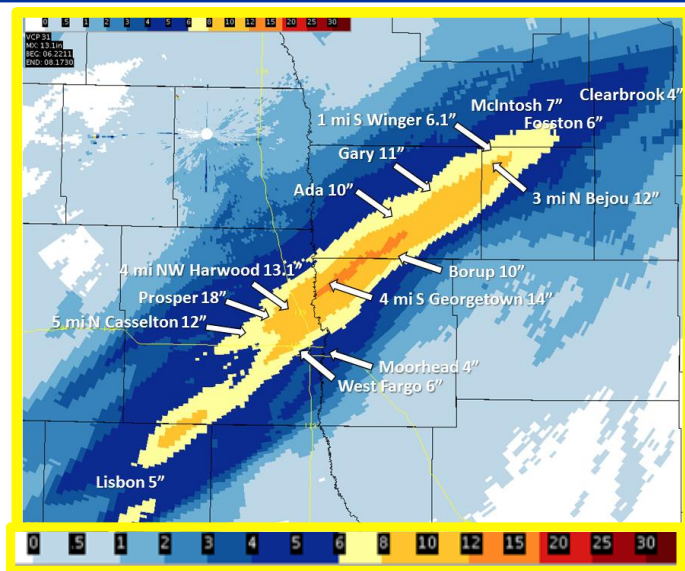 0 .5 1 2 3 4 5 6 8 10 12 15 20 25 30
VCP 31
MX: 13.1in
BEG: 06.2211
END: 08.1730
Clearbrook 4”
McIntosh 7”
1 mi S Winger 6.1”
Fosston 6”
Gary 11”
Ada 10”
3 mi N Bejou 12”
4 mi NW Harwood 13.1”
Borup 10”
Prosper 18”
4 mi S Georgetown 14”
5 mi N Casselton 12”
Moorhead 4”
West Fargo 6”
Lisbon 5”
0 .5 1 2 3 4 5 6 8 10 12 15 20 25 30